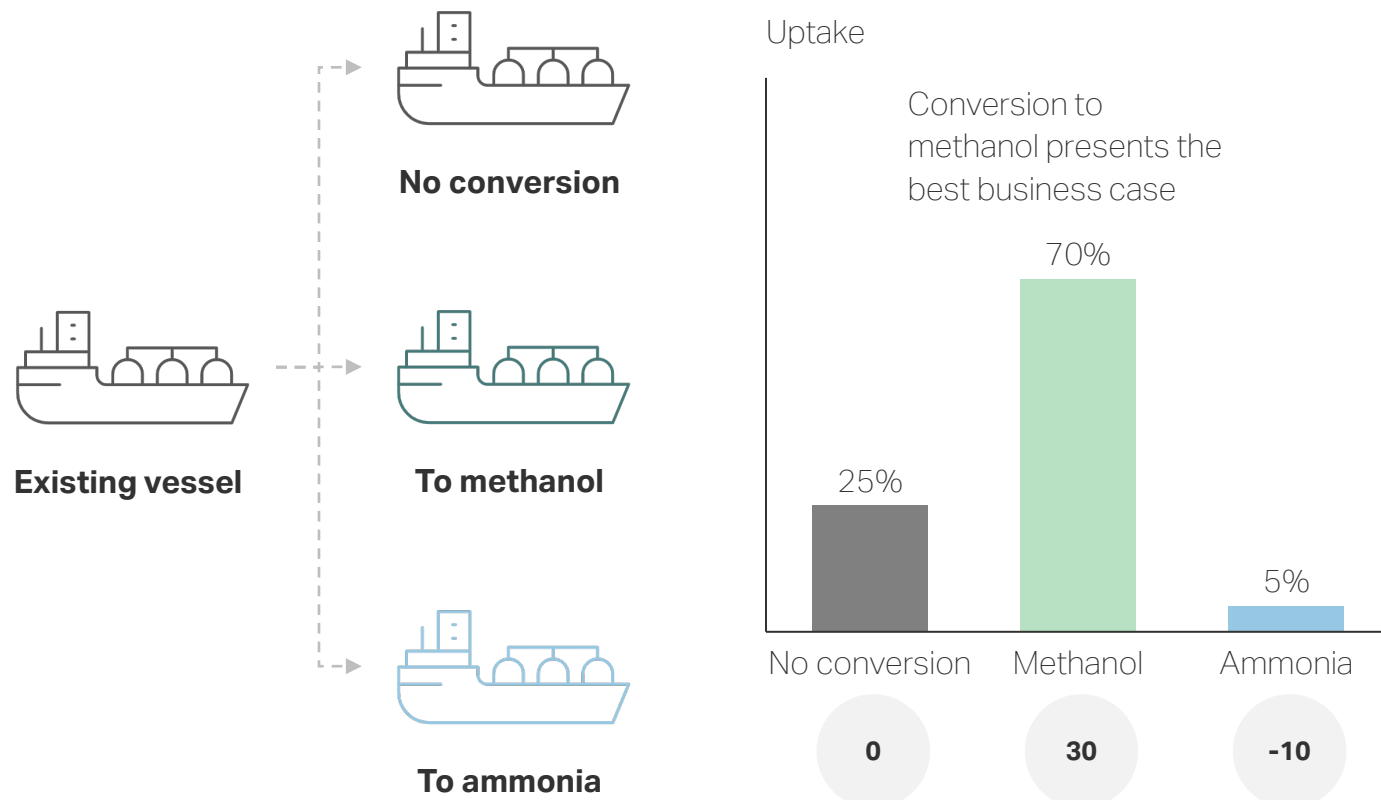 No conversion
Existing vessel
To methanol
To ammonia
Uptake
Conversion to
methanol presents the
best business case
70%
25%
5%
No conversion
Methanol
Ammonia
0
30
-10